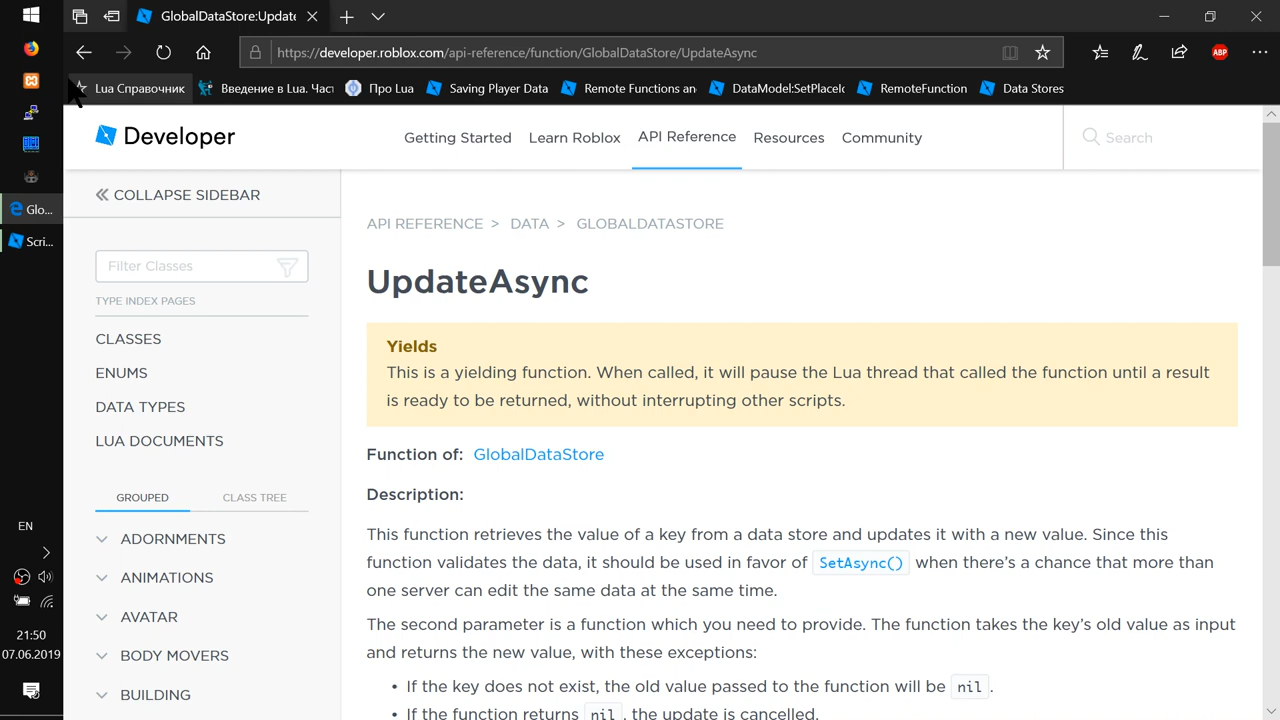 GlobalDataStore:Update
https://developer.roblox.com/api-reference/function/GlobalDataStore/UpdateAsync
ABP
Lua Справочник
Введение в Lua. Част
Про Lua
Saving Player Data
Remote Functions an
DataModel:SetPlaceId
RemoteFunction
Data Stores
Glo...
Scri...
EN
21:50
07.06.2019
Developer
Getting Started
Learn Roblox
API Reference
Resources
Community
Search
COLLAPSE SIDEBAR
Filter Classes
TYPE INDEX PAGES
CLASSES
ENUMS
DATA TYPES
LUA DOCUMENTS
GROUPED
CLASS TREE
ADORNMENTS
ANIMATIONS
AVATAR
BODY MOVERS
BUILDING
API REFERENCE > DATA > GLOBALDATASTORE
UpdateAsync
Yields
This is a yielding function. When called, it will pause the Lua thread that called the function until a result
is ready to be returned, without interrupting other scripts.
Function of: GlobalDataStore
Description:
This function retrieves the value of a key from a data store and updates it with a new value. Since this
function validates the data, it should be used in favor of SetAsync() when there's a chance that more than
one server can edit the same data at the same time.
The second parameter is a function which you need to provide. The function takes the key's old value as input
and returns the new value, with these exceptions:
• If the key does not exist, the old value passed to the function will be nil.
• If the function returns nil, the update is cancelled.